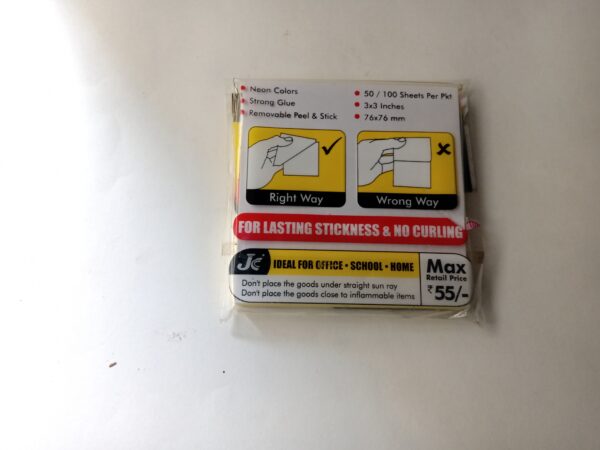 Neon Colors
Strong Glue
Removable Peel & Stick
50 / 100 Sheets Per Pkt
3x3 Inches
76x76 mm
Right Way
Wrong Way
FOR LASTING STICKNESS & NO CURLING
JC IDEAL FOR OFFICE • SCHOOL • HOME
Don't place the goods under straight sun ray
Don't place the goods close to inflammable items
Max
Retail Price
₹55/-